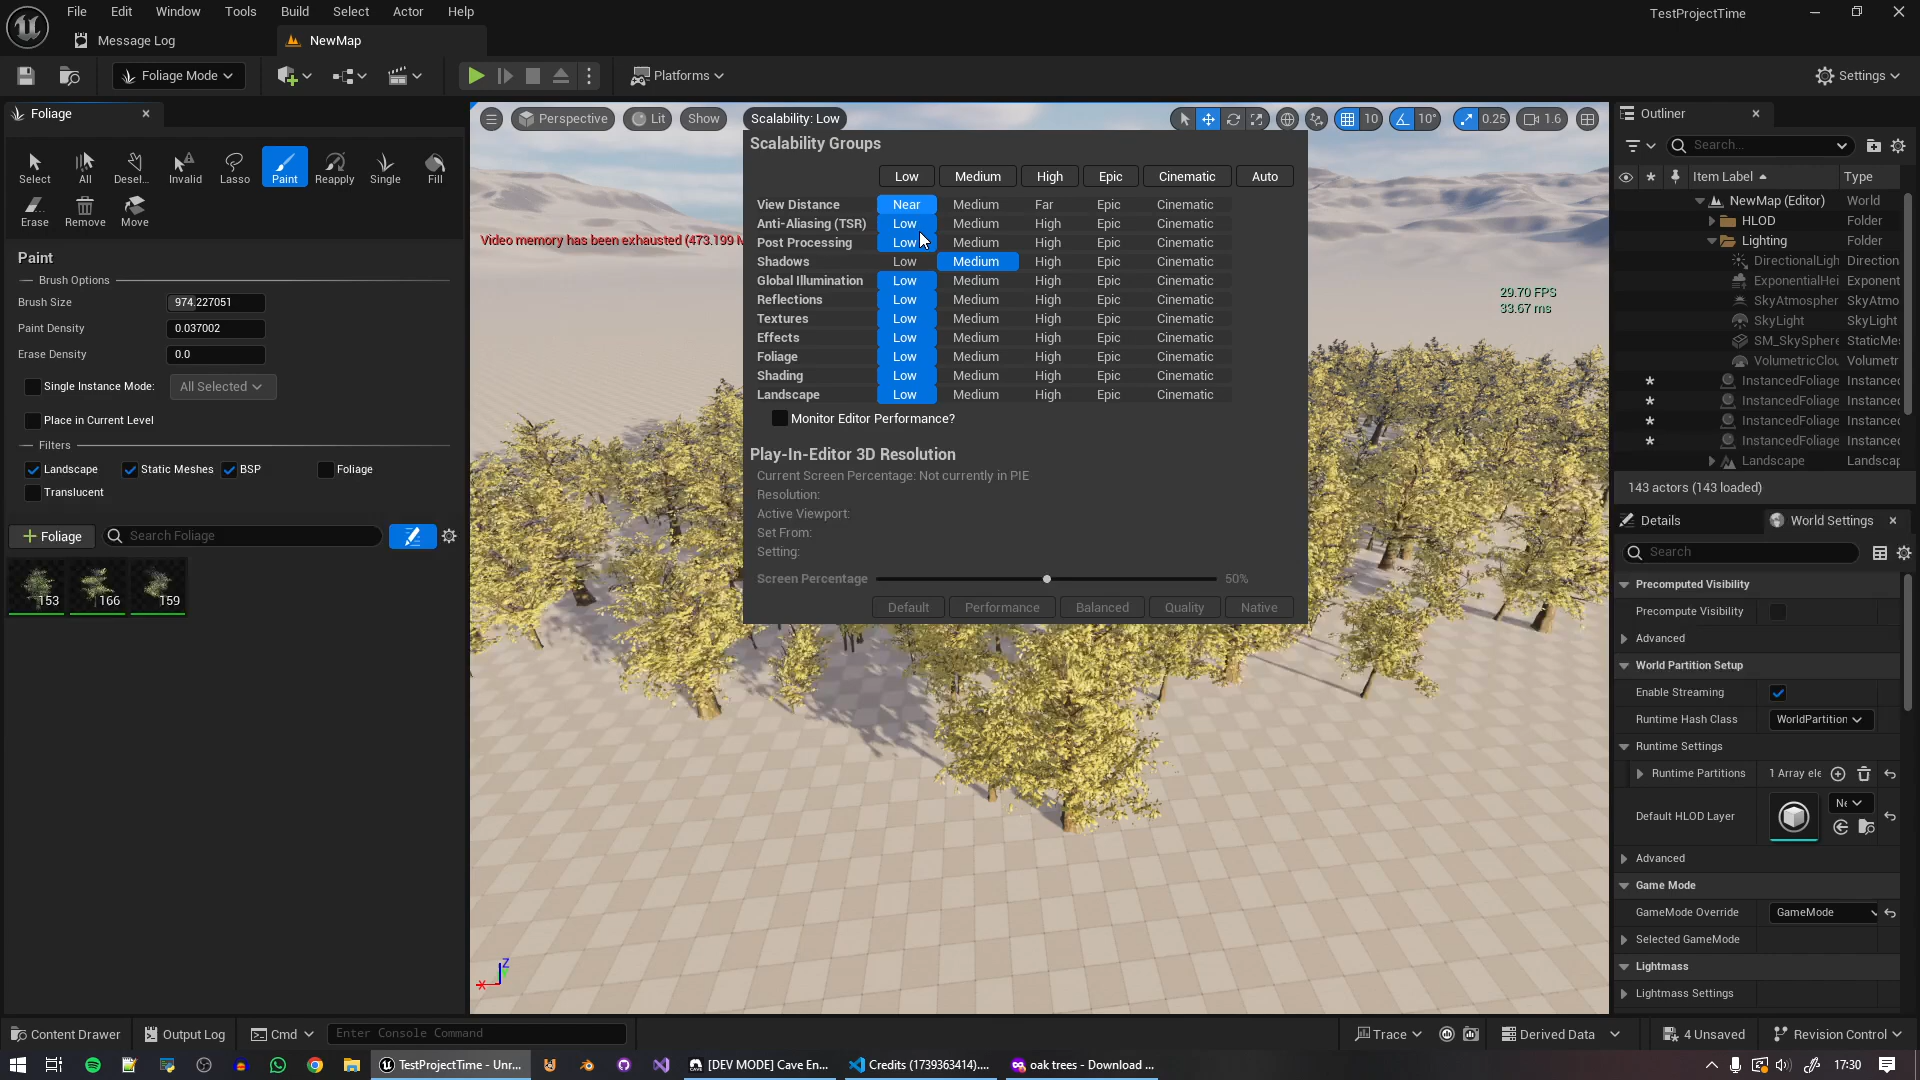 File Edit Window Tools Build Select Actor Help
TestProjectTime
Message Log
NewMap
Foliage Mode
Platforms
Settings
Foliage
Select All Desel... Invalid Lasso Paint Reapply Single Fill
Erase Remove Move
Paint
Brush Options
Brush Size 974.227051
Paint Density 0.037002
Erase Density 0.0
Single Instance Mode: All Selected
Place in Current Level
Filters
Landscape Static Meshes BSP Foliage
Translucent
Foliage Search Foliage
153 166 159
Perspective Lit Show Scalability: Low
10 10° 0.25 1.6
Video memory has been exhausted (473.199 M
Scalability Groups
Low Medium High Epic Cinematic Auto
View Distance Near Medium Far Epic Cinematic
Anti-Aliasing (TSR) Low Medium High Epic Cinematic
Post Processing Low Medium High Epic Cinematic
Shadows Low Medium High Epic Cinematic
Global Illumination Low Medium High Epic Cinematic
Reflections Low Medium High Epic Cinematic
Textures Low Medium High Epic Cinematic
Effects Low Medium High Epic Cinematic
Foliage Low Medium High Epic Cinematic
Shading Low Medium High Epic Cinematic
Landscape Low Medium High Epic Cinematic
Monitor Editor Performance?
Play-In-Editor 3D Resolution
Current Screen Percentage: Not currently in PIE
Resolution:
Active Viewport:
Set From:
Setting:
Screen Percentage 50%
Default Performance Balanced Quality Native
29.70 FPS
33.67 ms
Z
X
Outliner
Search...
Item Label Type
NewMap (Editor) World
HLOD Folder
Lighting Folder
DirectionalLigh Direction
ExponentialHei Exponent
SkyAtmospher SkyAtmo
SkyLight SkyLight
SM_SkySphere StaticMes
VolumetricClou Volumetr
InstancedFoliage Instanced
InstancedFoliage Instanced
InstancedFoliage Instanced
InstancedFoliage Instanced
Landscape Landscap
143 actors (143 loaded)
Details World Settings
Search
Precomputed Visibility
Precompute Visibility
Advanced
World Partition Setup
Enable Streaming
Runtime Hash Class WorldPartition
Runtime Settings
Runtime Partitions 1 Array ele
Default HLOD Layer Ne
Advanced
Game Mode
GameMode Override GameMode
Selected GameMode
Lightmass
Lightmass Settings
Content Drawer Output Log Cmd Enter Console Command
Trace Derived Data 4 Unsaved Revision Control
TestProjectTime - Unr... [DEV MODE] Cave En... Credits (1739363414).... oak trees - Download ... 17:30